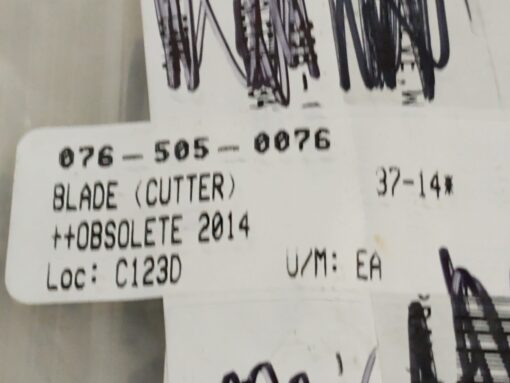 076-505-0076
BLADE (CUTTER) 37-14*
++OBSOLETE 2014
Loc: C123D U/M: EA